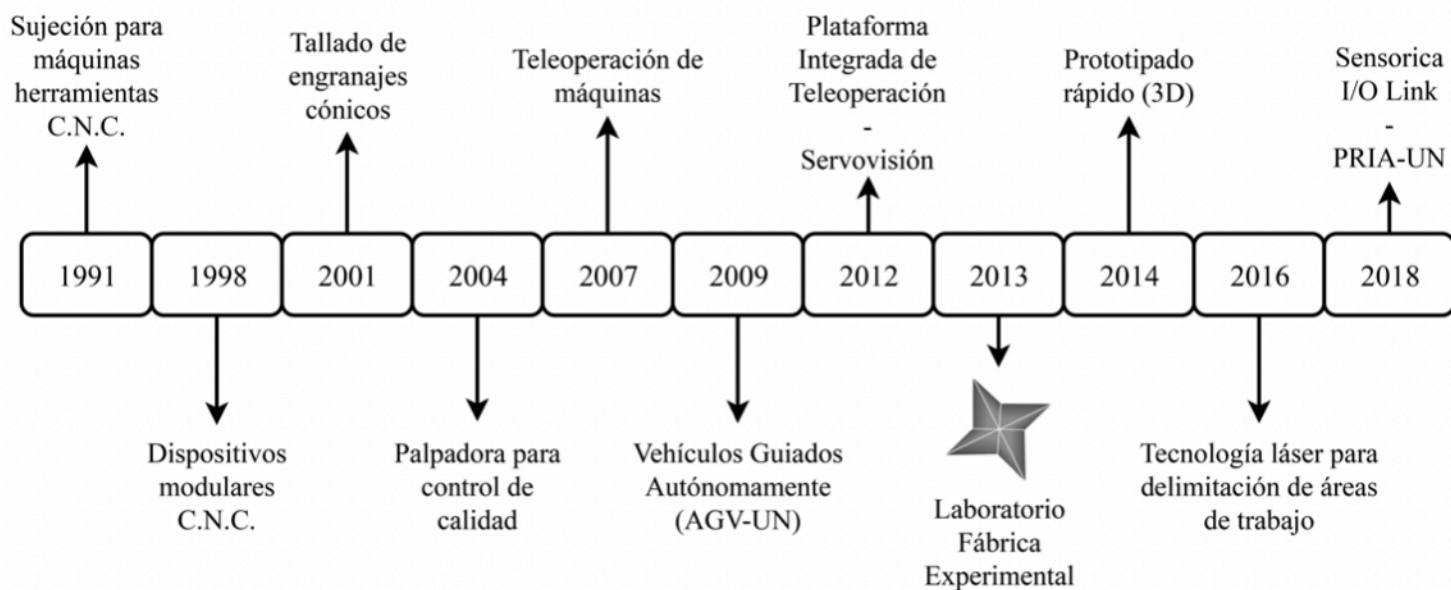 Sujeción para
máquinas
herramientas
C.N.C.
Tallado de
engranajes
cónicos
Teleoperación de
máquinas
Plataforma
Integrada de
Teleoperación
-
Servovisión
Prototipado
rápido (3D)
Sensorica
I/O Link
-
PRIA-UN
1991
1998
2001
2004
2007
2009
2012
2013
2014
2016
2018
Dispositivos
modulares
C.N.C.
Palpadora para
control de
calidad
Vehículos Guiados
Autónomamente
(AGV-UN)
Laboratorio
Fábrica
Experimental
Tecnología láser para
delimitación de áreas
de trabajo